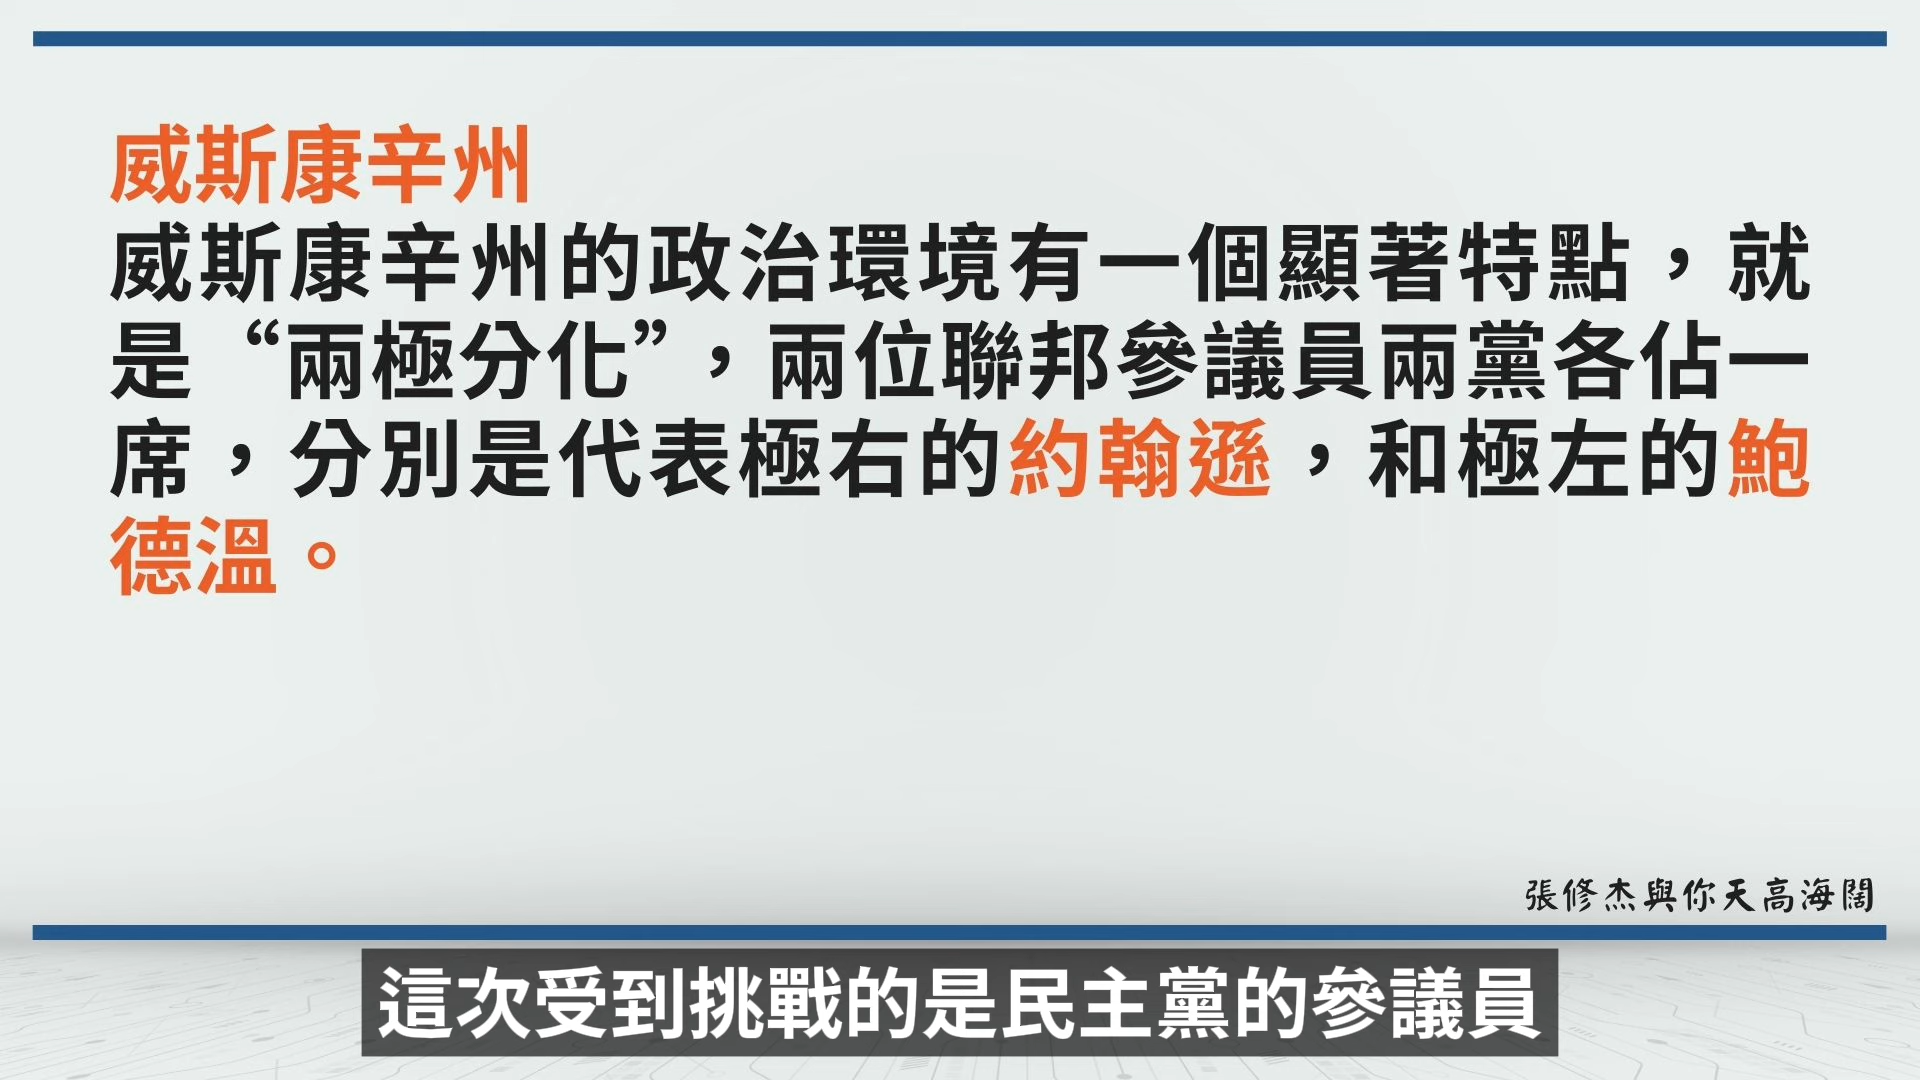 威斯康辛州
威斯康辛州的政治環境有一個顯著特點，就
是“兩極分化”，兩位聯邦參議員兩黨各佔一
席，分別是代表極右的約翰遜，和極左的鮑
德溫。
張修杰與你天高海闊
這次受到挑戰的是民主黨的參議員